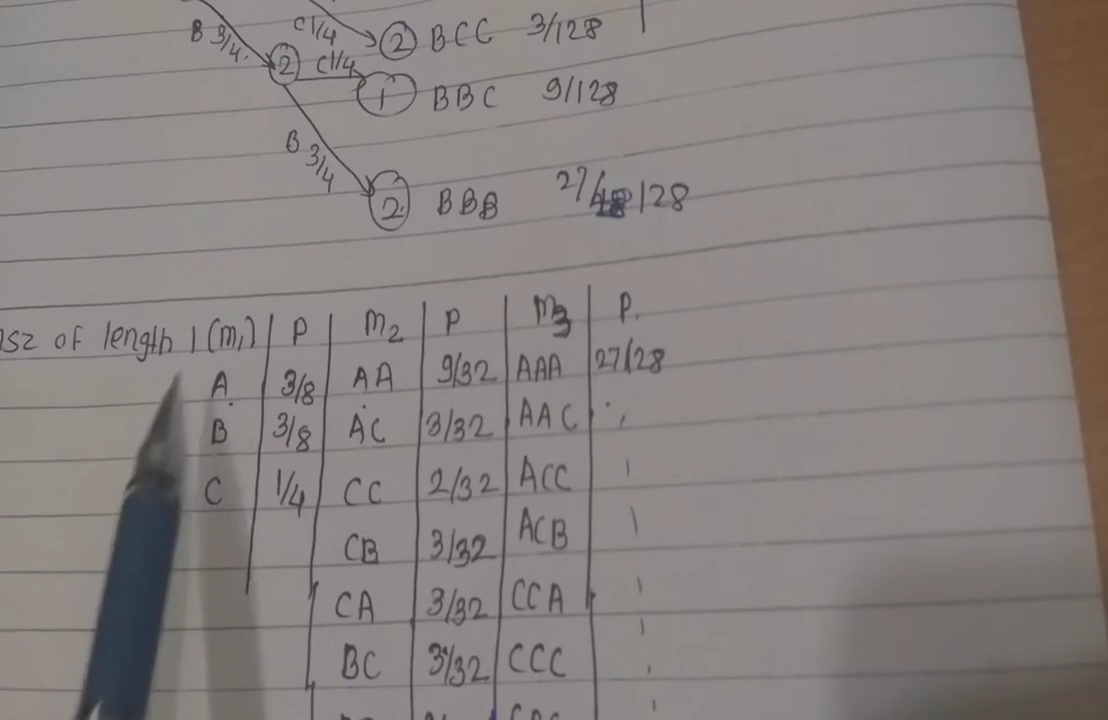 C1/4 2 BCC 3/128
B 3/4 2 C1/4 1 BBC 9/128
B 3/4 2 BBB 27/128
of length 1 (m1) P m2 P m3 P.
A 3/8 AA 9/32 AAA 27/128
B 3/8 AC 3/32 AAC
C 1/4 CC 2/32 ACC
CB 3/32 ACB
CA 3/32 CCA
BC 3/32 CCC